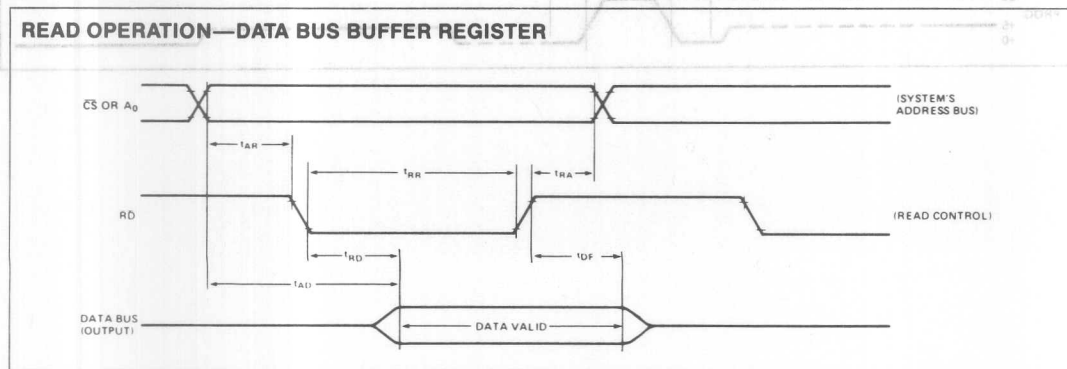 READ OPERATION—DATA BUS BUFFER REGISTER
C̅S̅ OR A₀
(SYSTEM'S
ADDRESS BUS)
tAR
tRR
tRA
RD
(READ CONTROL)
tRD
tDF
tAD
DATA BUS
(OUTPUT)
DATA VALID